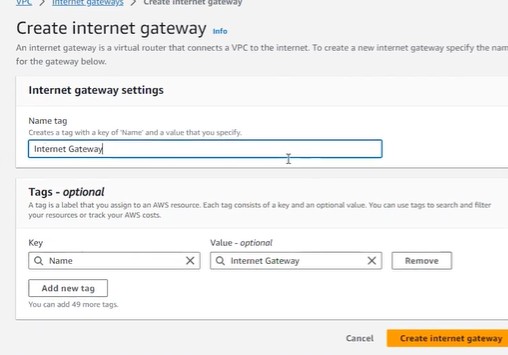 VPC > Internet gateways > Create internet gateway
Create internet gateway Info
An internet gateway is a virtual router that connects a VPC to the internet. To create a new internet gateway specify the nam
for the gateway below.
Internet gateway settings
Name tag
Creates a tag with a key of 'Name' and a value that you specify.
Internet Gateway
Tags - optional
A tag is a label that you assign to an AWS resource. Each tag consists of a key and an optional value. You can use tags to search and filter
your resources or track your AWS costs.
Key Value - optional
Name Internet Gateway Remove
Add new tag
You can add 49 more tags.
Cancel Create internet gateway